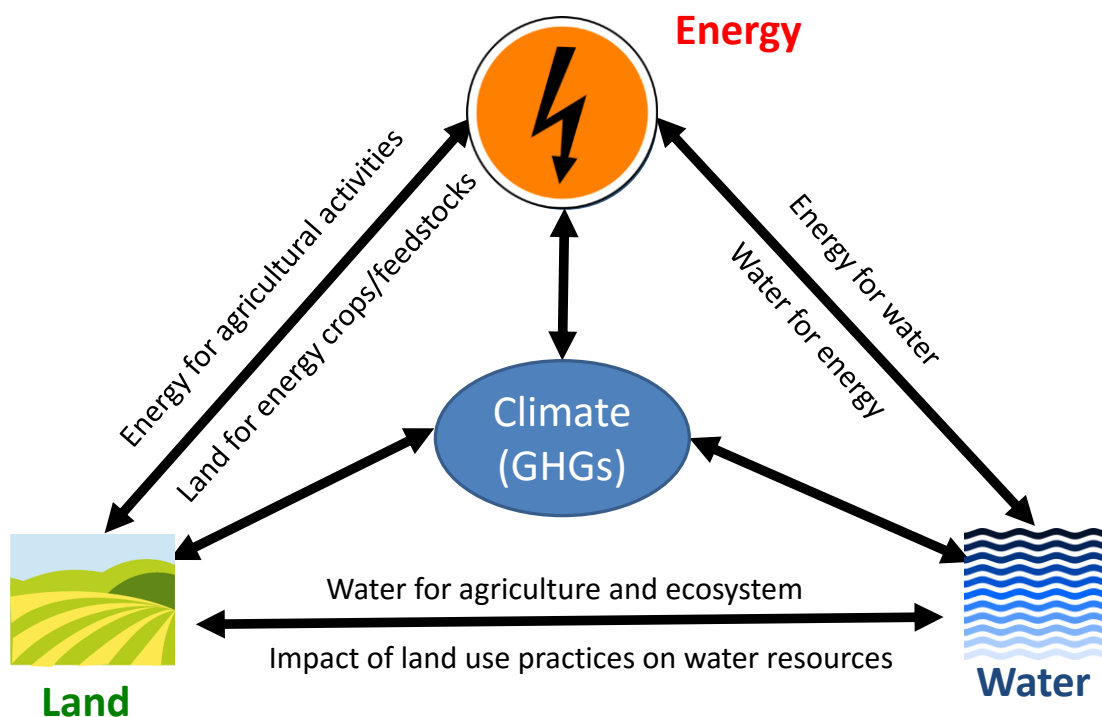 Energy
Energy for agricultural activities
Land for energy crops/feedstocks
Energy for water
Water for energy
Climate
(GHGs)
Water for agriculture and ecosystem
Impact of land use practices on water resources
Land
Water